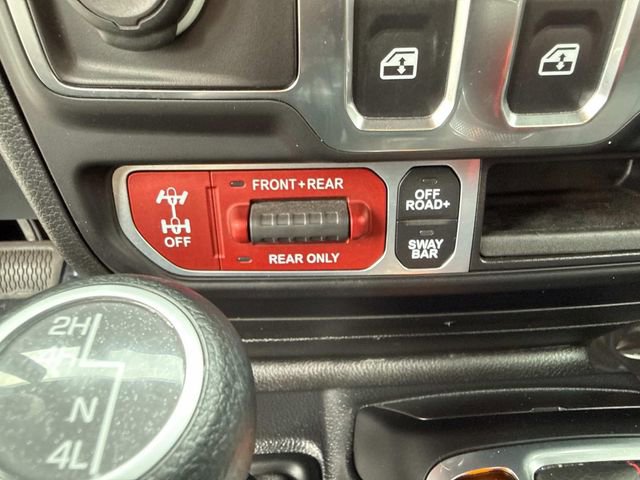 FRONT+REAR
OFF
REAR ONLY
OFF
ROAD+
SWAY
BAR
2H
4H
N
4L